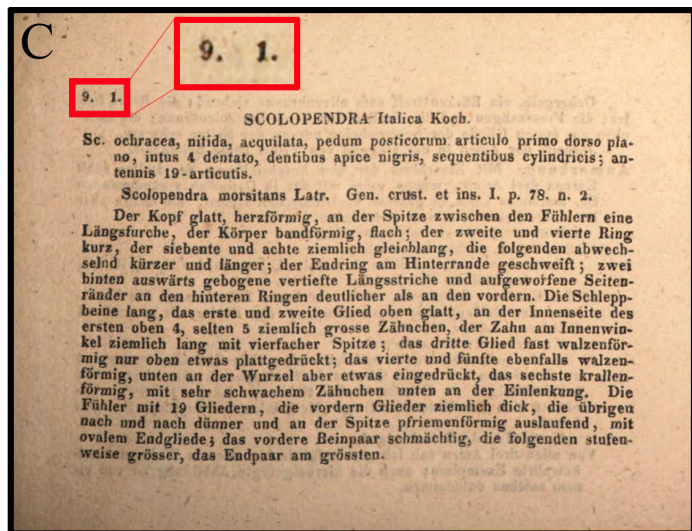 C
9. 1.
9. 1.
SCOLOPENDRA Italica Koch.
Sc. ochracea, nitida, acquilata, pedum posticorum articulo primo dorso pla-
no, intus 4 dentato, dentibus apice nigris, sequentibus cylindricis; an-
tennis 19-articutis.
Scolopendra morsitans Latr. Gen. crust. et ins. I. p. 78. n. 2.
Der Kopf glatt, herzförmig, an der Spitze zwischen den Fühlern eine
Längsfurche, der Körper bandförmig, flach; der zweite und vierte Ring
kurz, der siebente und achte ziemlich gleichlang, die folgenden abwech-
selnd kürzer und länger; der Endring am Hinterrande geschweift; zwei
hinten auswärts gebogene vertiefte Längsstriche und aufgeworfene Seiten-
ränder an den hinteren Ringen deutlicher als an den vordern. Die Schlepp-
beine lang, das erste und zweite Glied oben glatt, an der Innenseite des
ersten oben 4, selten 5 ziemlich grosse Zähnchen, der Zahn am Innenwin-
kel ziemlich lang mit vierfacher Spitze; das dritte Glied fast walzenför-
mig nur oben etwas plattgedrückt; das vierte und fünfte ebenfalls walzen-
förmig, unten an der Wurzel aber etwas eingedrückt, das sechste krallen-
förmig, mit sehr schwachem Zähnchen unten an der Einlenkung. Die
Fühler mit 19 Gliedern, die vordern Glieder ziemlich dick, die übrigen
nach und nach dünner und an der Spitze pfriemenförmig auslaufend, mit
ovalem Endgliede; das vordere Beinpaar schmächtig, die folgenden stufen-
weise grösser, das Endpaar am grössten.